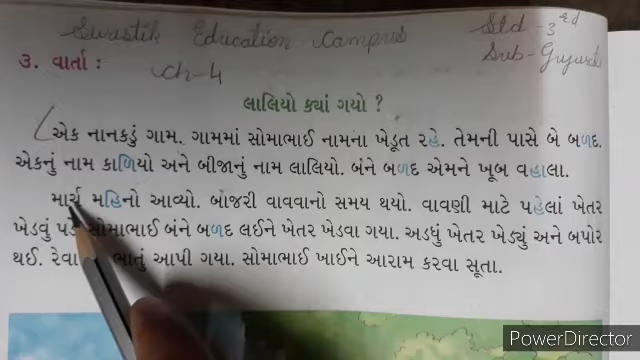 Swastik Education Campus
Std - 3rd
Sub - Gujurati
૩. વાર્તા :
ch-4
લાલિયો ક્યાં ગયો ?
એક નાનકડું ગામ. ગામમાં સોમાભાઈ નામના ખેડૂત રહે. તેમની પાસે બે બળદ.
એકનું નામ કાળિયો અને બીજાનું નામ લાલિયો. બંને બળદ એમને ખૂબ વહાલા.
માર્ચ મહિનો આવ્યો. બાજરી વાવવાનો સમય થયો. વાવણી માટે પહેલાં ખેતર
ખેડવું પડે સોમાભાઈ બંને બળદ લઈને ખેતર ખેડવા ગયા. અડધું ખેતર ખેડ્યું અને બપોર
થઈ. રેવા ભાતું આપી ગયા. સોમાભાઈ ખાઈને આરામ કરવા સૂતા.
PowerDirector